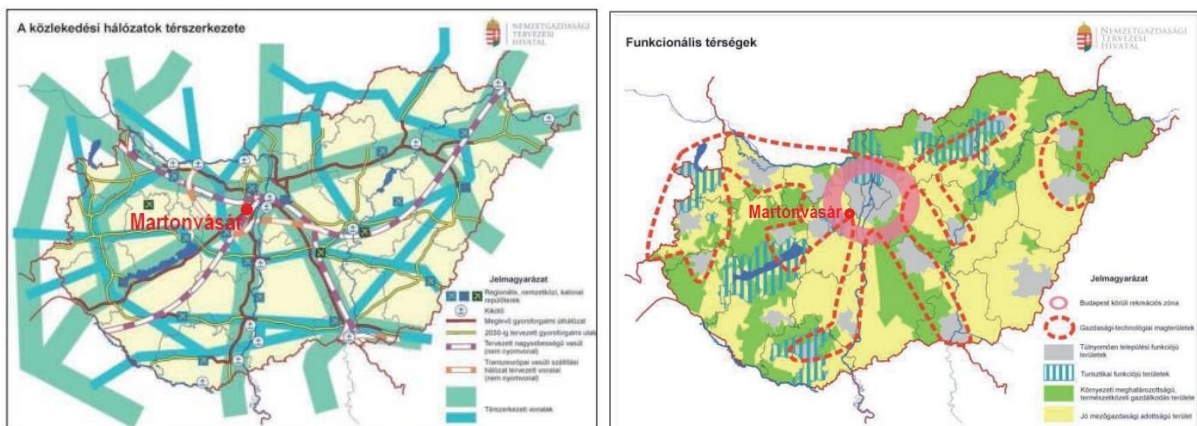 A közlekedési hálózatok térszerkezete
NEMZETGAZDASÁGI
TERVEZÉSI
HIVATAL
Martonvásár
Jelmagyarázat
Regionális, nemzetközi, katonai
repülőterek
Kikötő
Meglévő gyorsforgalmi úthálózat
2030-ig tervezett gyorsforgalmi utak
Tervezett nagysebességű vasút
(nem nyomvonal)
Transzeurópai vasúti szállítási
hálózat tervezett vonalai
(nem nyomvonal)
Térszerkezeti vonalak
Funkcionális térségek
NEMZETGAZDASÁGI
TERVEZÉSI
HIVATAL
Martonvásár
Jelmagyarázat
Budapest körüli rekreációs zóna
Gazdasági-technológiai magterületek
Túlnyomóan települési funkciójú
területek
Turisztikai funkciójú területek
Környezeti meghatározottságú,
természetközeli gazdálkodás területe
Jó mezőgazdasági adottságú terület